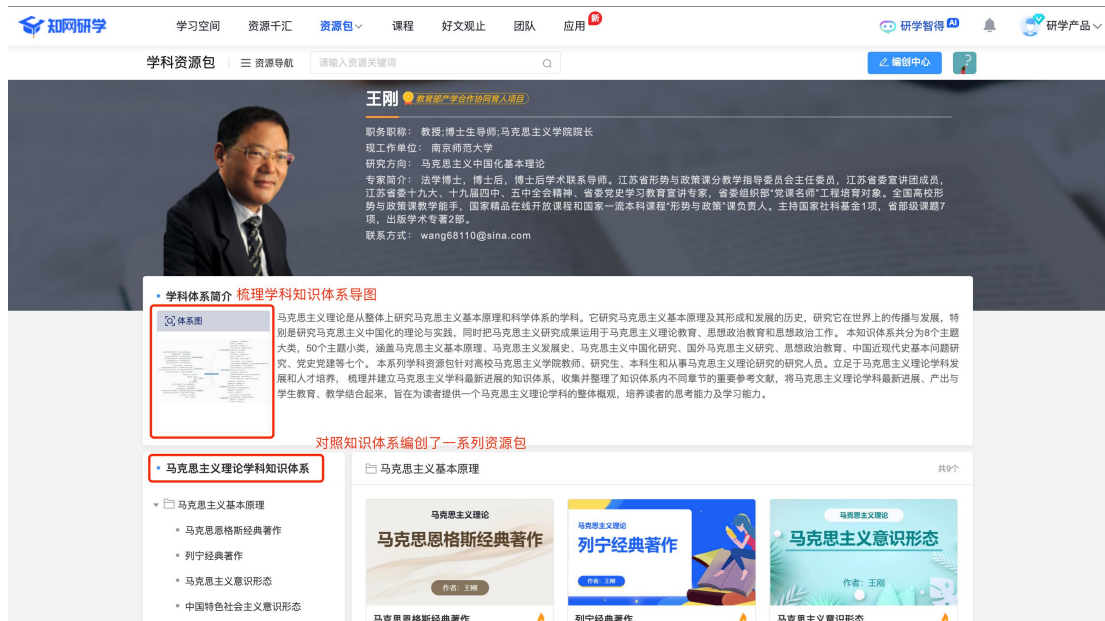 知网研学
学习空间 资源千汇 资源包 课程 好文观止 团队 应用 新 研学智得 AI 研学产品
学科资源包 资源导航 请输入资源关键词 编创中心
王刚 教育部产学合作协同育人项目
职务职称： 教授;博士生导师;马克思主义学院院长
现工作单位： 南京师范大学
研究方向： 马克思主义中国化基本理论
专家简介： 法学博士，博士后，博士后学术联系导师。江苏省形势与政策课分教学指导委员会主任委员，江苏省委宣讲团成员，
江苏省委十九大、十九届四中、五中全会精神、省委党史学习教育宣讲专家，省委组织部“党课名师”工程培育对象。全国高校形
势与政策课教学能手，国家精品在线开放课程和国家一流本科课程“形势与政策”课负责人。主持国家社科基金1项，省部级课题7
项，出版学术专著2部。
联系方式： wang68110@sina.com
学科体系简介 梳理学科知识体系导图
体系图
马克思主义理论是从整体上研究马克思主义基本原理和科学体系的学科。它研究马克思主义基本原理及其形成和发展的历史，研究它在世界上的传播与发展，特
别是研究马克思主义中国化的理论与实践，同时把马克思主义研究成果运用于马克思主义理论教育、思想政治教育和思想政治工作。 本知识体系共分为8个主题
大类，50个主题小类，涵盖马克思主义基本原理、马克思主义发展史、马克思主义中国化研究、国外马克思主义研究、思想政治教育、中国近现代史基本问题研
究、党史党建等七个。 本系列学科资源包针对高校马克思主义学院教师、研究生、本科生和从事马克思主义理论研究的研究人员。立足于马克思主义理论学科发
展和人才培养， 梳理并建立马克思主义学科最新进展的知识体系，收集并整理了知识体系内不同章节的重要参考文献，将马克思主义理论学科最新进展、产出与
学生教育、教学结合起来，旨在为读者提供一个马克思主义理论学科的整体概观，培养读者的思考能力及学习能力。
对照知识体系编创了一系列资源包
马克思主义理论学科知识体系
马克思主义基本原理
马克思恩格斯经典著作
列宁经典著作
马克思主义意识形态
中国特色社会主义意识形态
马克思主义基本原理 共9个
马克思主义理论
马克思恩格斯经典著作
作者：王刚
马克思恩格斯经典著作
马克思主义理论
列宁经典著作
作者：王刚
列宁经典著作
马克思主义理论
马克思主义意识形态
作者：王刚
马克思主义意识形态